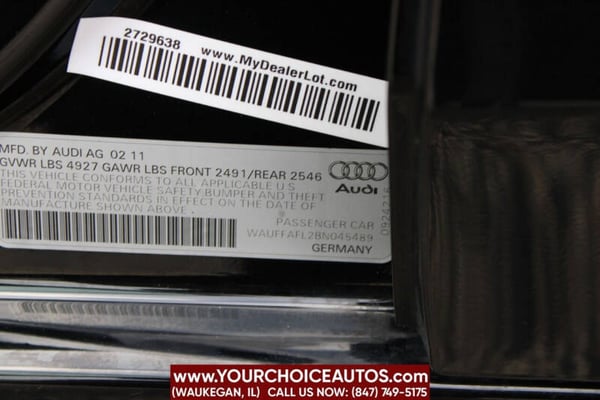 2729638
www.MyDealerLot.com
MFD. BY AUDI AG 02 11
GVWR LBS 4927 GAWR LBS FRONT 2491/REAR 2546
THIS VEHICLE CONFORMS TO ALL APPLICABLE U S
FEDERAL MOTOR VEHICLE SAFETY BUMPER AND THEFT
PREVENTION STANDARDS IN EFFECT ON THE DATE OF
MANUFACTURE SHOWN ABOVE
Audi
PASSENGER CAR
WAUFFAFL2BN045489
GERMANY
0924216
WWW.YOURCHOICEAUTOS.COM
(WAUKEGAN, IL) CALL US NOW: (847) 749-5175